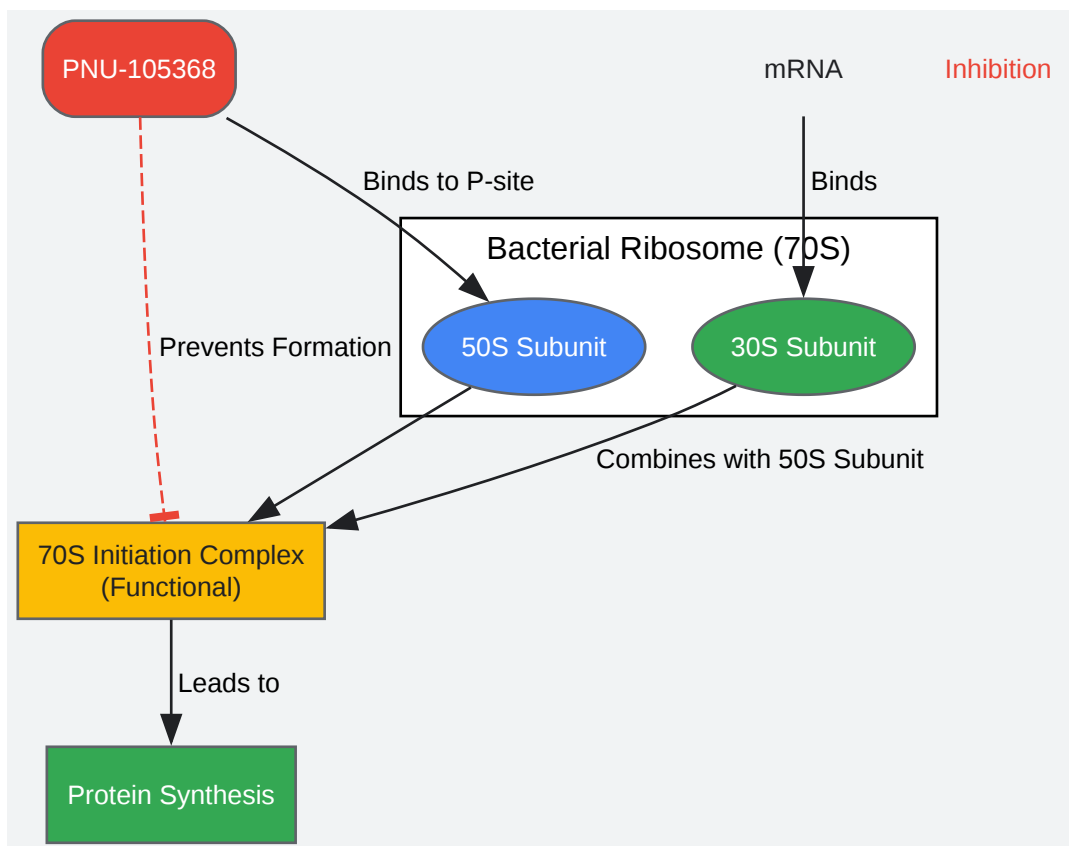 PNU-105368
mRNA
Inhibition
Binds to P-site
Binds
Bacterial Ribosome (70S)
Prevents Formation
50S Subunit
30S Subunit
Combines with 50S Subunit
70S Initiation Complex
(Functional)
Leads to
Protein Synthesis